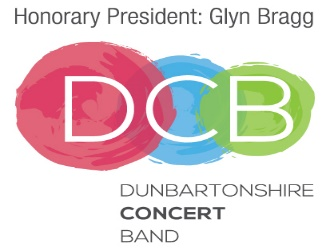 Honorary President: Glyn Bragg
DCB
DUNBARTONSHIRE
CONCERT
BAND